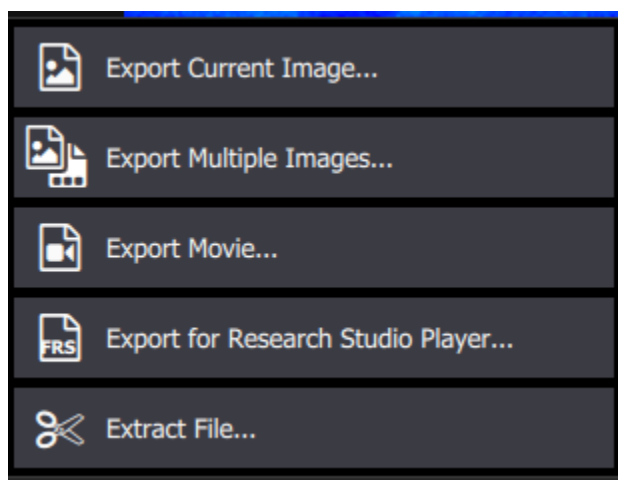 Export Current Image...
Export Multiple Images...
Export Movie...
FRS
Export for Research Studio Player...
Extract File...